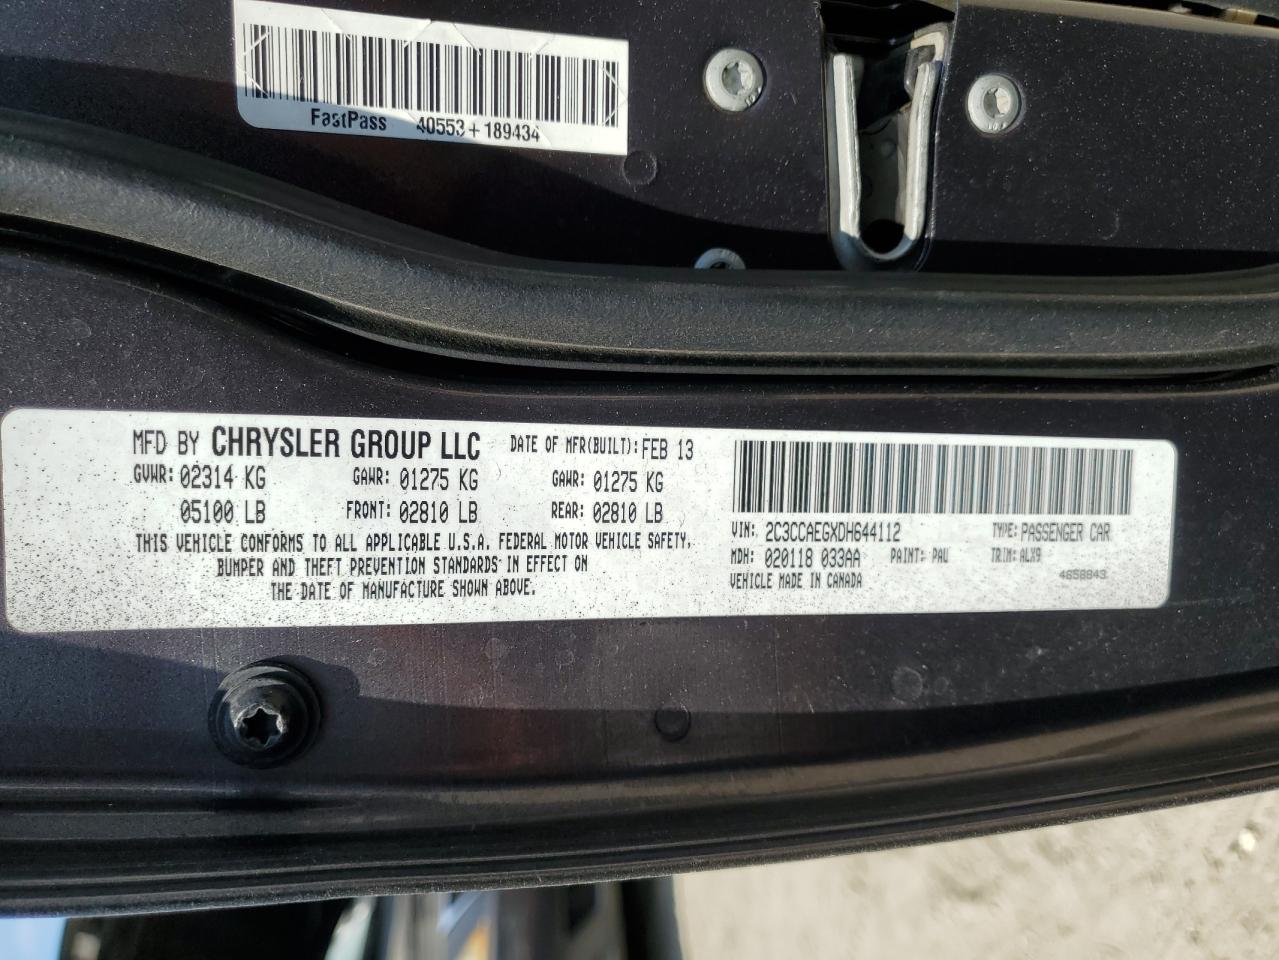 FastPass 40553+189434
MFD BY CHRYSLER GROUP LLC DATE OF MFR(BUILT): FEB 13
GVWR: 02314 KG GAWR: 01275 KG GAWR: 01275 KG
05100 LB FRONT: 02810 LB REAR: 02810 LB
THIS VEHICLE CONFORMS TO ALL APPLICABLE U.S.A. FEDERAL MOTOR VEHICLE SAFETY,
BUMPER AND THEFT PREVENTION STANDARDS IN EFFECT ON
THE DATE OF MANUFACTURE SHOWN ABOVE.
VIN: 2C3CCAEGXDH644112 TYPE: PASSENGER CAR
MDH: 020118 033AA PAINT: PAU TRIM: ALX9
VEHICLE MADE IN CANADA 4658843